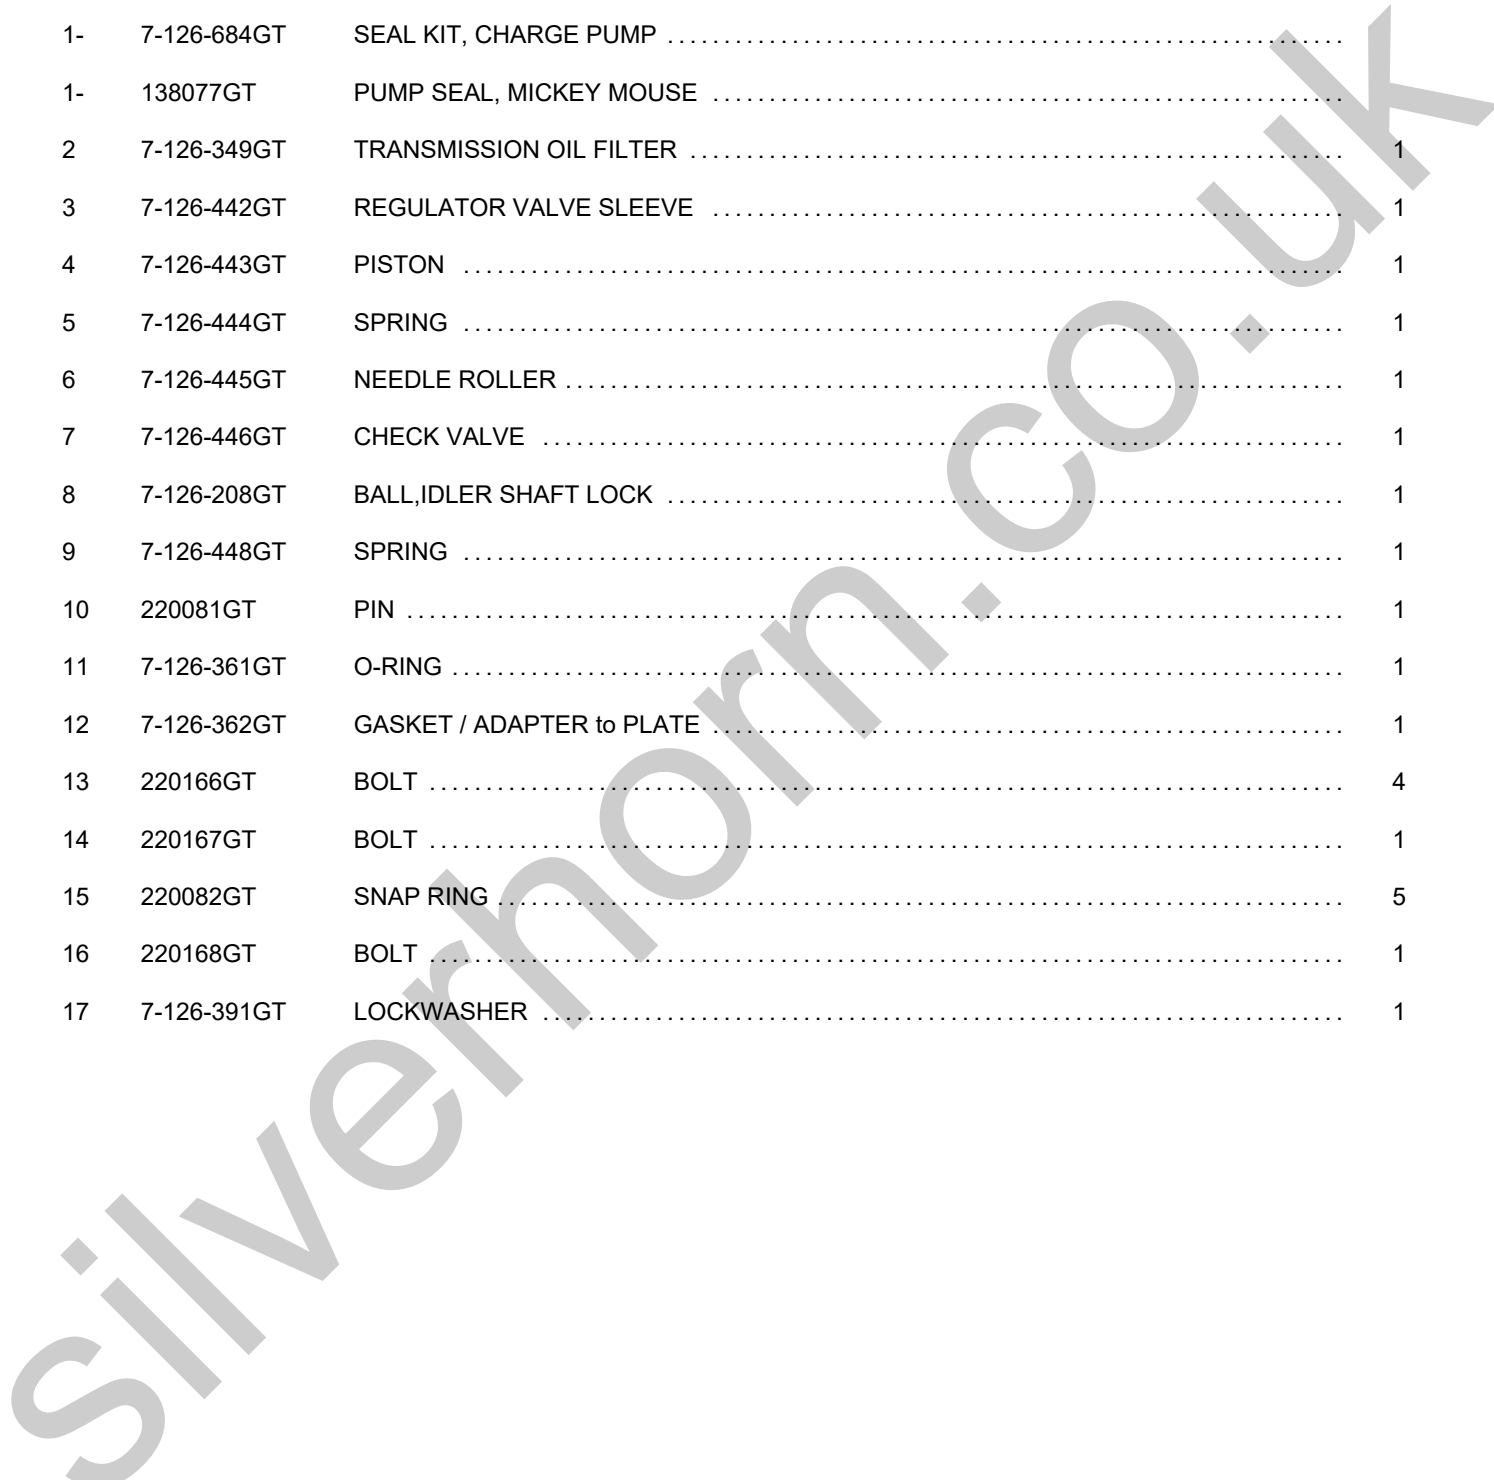 1- 7-126-684GT SEAL KIT, CHARGE PUMP
1- 138077GT PUMP SEAL, MICKEY MOUSE
2 7-126-349GT TRANSMISSION OIL FILTER 1
3 7-126-442GT REGULATOR VALVE SLEEVE 1
4 7-126-443GT PISTON 1
5 7-126-444GT SPRING 1
6 7-126-445GT NEEDLE ROLLER 1
7 7-126-446GT CHECK VALVE 1
8 7-126-208GT BALL,IDLER SHAFT LOCK 1
9 7-126-448GT SPRING 1
10 220081GT PIN 1
11 7-126-361GT O-RING 1
12 7-126-362GT GASKET / ADAPTER to PLATE 1
13 220166GT BOLT 4
14 220167GT BOLT 1
15 220082GT SNAP RING 5
16 220168GT BOLT 1
17 7-126-391GT LOCKWASHER 1
silverhorn.co.uk